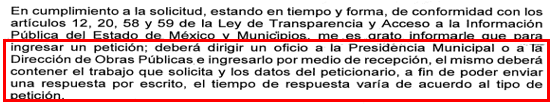 En cumplimiento a la solicitud, estando en tiempo y forma, de conformidad con los
artículos 12, 20, 58 y 59 de la Ley de Transparencia y Acceso a la Información
Pública del Estado de México y Municipios, me es grato informarle que para
ingresar un petición; deberá dirigir un oficio a la Presidencia Municipal o a la
Dirección de Obras Públicas e ingresarlo por medio de recepción, el mismo deberá
contener el trabajo que solicita y los datos del peticionario, a fin de poder enviar
una respuesta por escrito, el tiempo de respuesta varía de acuerdo al tipo de
petición.